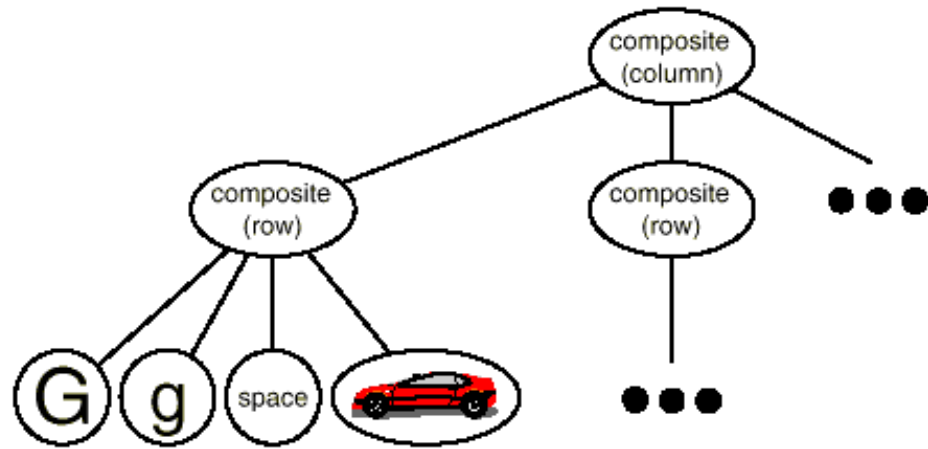 composite
(column)
composite
(row)
composite
(row)
G
g
space